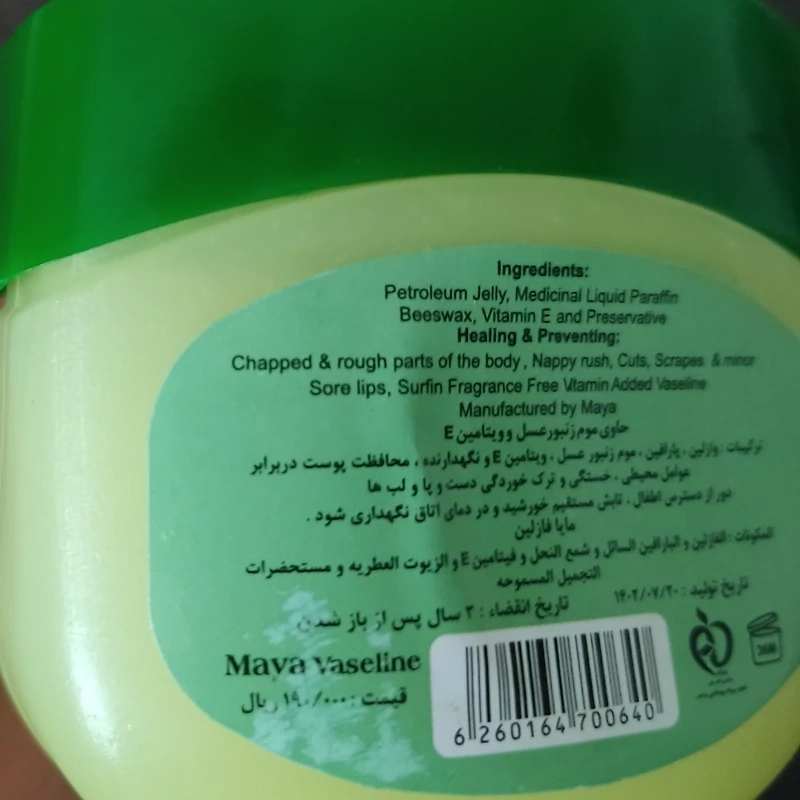 Ingredients:
Petroleum Jelly, Medicinal Liquid Paraffin
Beeswax, Vitamin E and Preservative
Healing & Preventing:
Chapped & rough parts of the body, Nappy rush, Cuts, Scrapes & minor
Sore lips, Surfin Fragrance Free Vitamin Added Vaseline
Manufactured by Maya
حاوی موم زنبور عسل و ویتامین E
ترکیبات : وازلین ، پارافین ، موم زنبور عسل ، ویتامین E و نگهدارنده ، محافظت پوست دربرابر
عوامل محیطی ، خستگی و ترک خوردگی دست و پا و لب ها
دور از دسترس اطفال ، تابش مستقیم خورشید و در دمای اتاق نگهداری شود .
مایا فازلین
المکونات : الفازلین و البارافین السائل و شمع النحل و فیتامین E و الزیوت العطریه و مستحضرات
التجمیل المسموحه
تاریخ تولید : ۱۴۰۲/۰۷/۲۰
تاریخ انقضاء : ۳ سال پس از باز شدن
Maya vaseline
قیمت : ۱۹۰/۰۰۰ ریال
6 260164 700640
36M